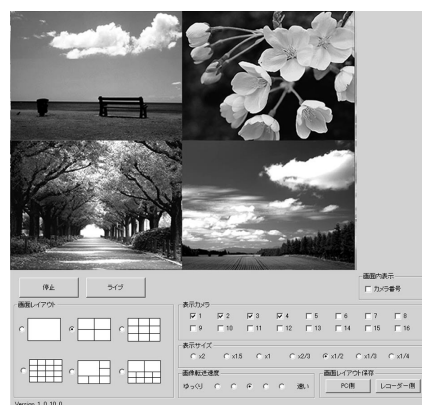 画面内表示
カメラ番号
停止 ライブ
画面レイアウト
表示カメラ
1 2 3 4 5 6 7 8
9 10 11 12 13 14 15 16
表示サイズ
x2 x1.5 x1 x2/3 x1/2 x1/3 x1/4
画像転送速度
ゆっくり 速い
画面レイアウト保存
PC側 レコーダー側
Version 1.0.10.0